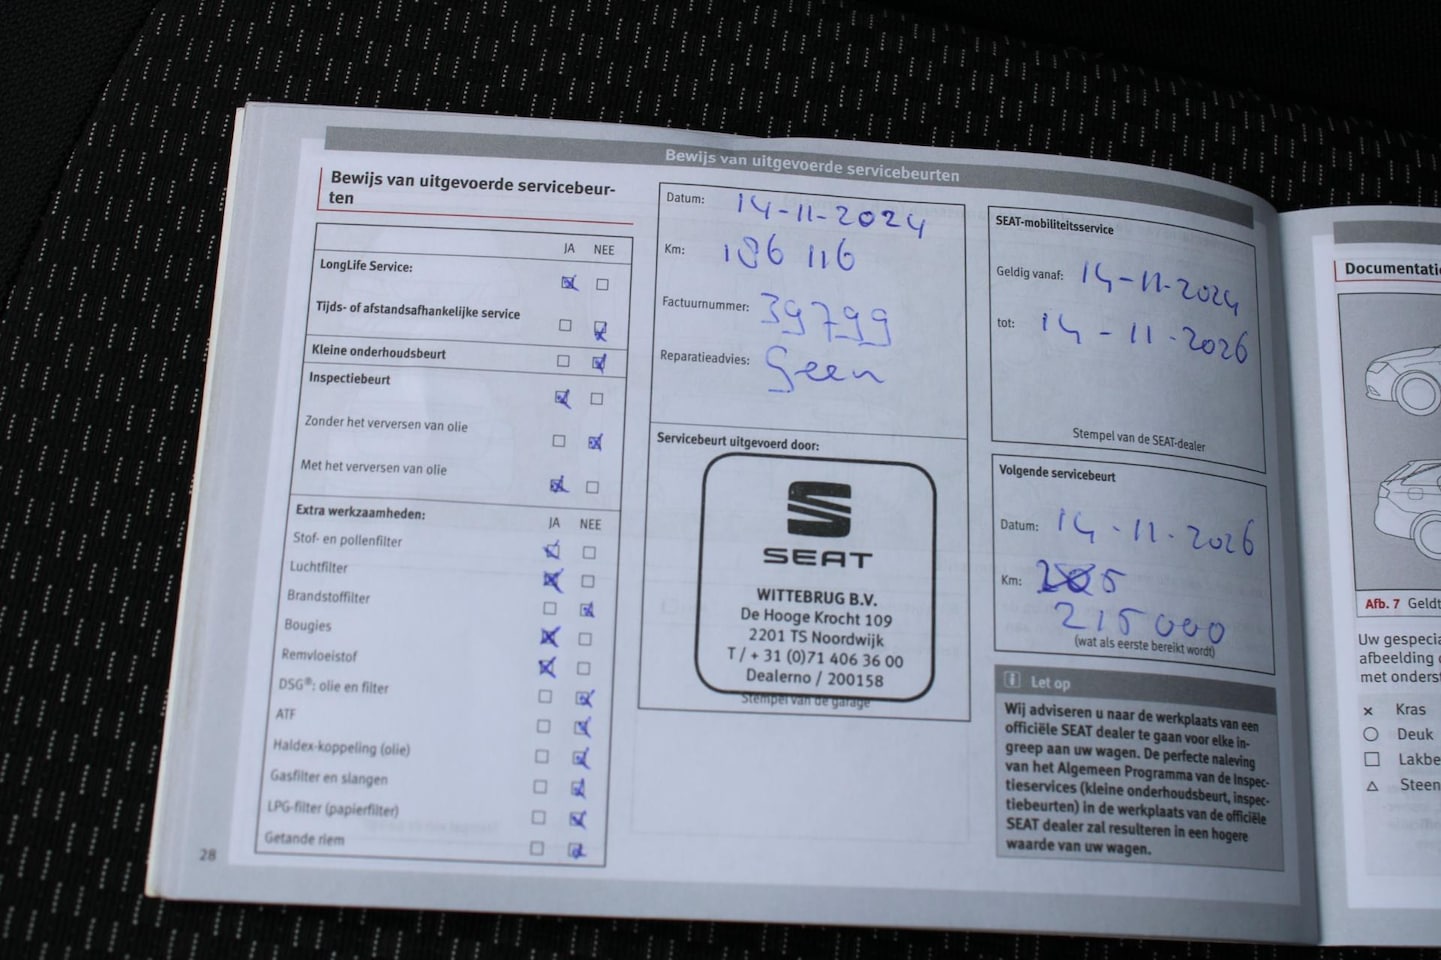 Bewijs van uitgevoerde servicebeurten
Bewijs van uitgevoerde servicebeur-
ten
JA NEE
LongLife Service:
Tijds- of afstandsafhankelijke service
Kleine onderhoudsbeurt
Inspectiebeurt
Zonder het verversen van olie
Met het verversen van olie
Extra werkzaamheden: JA NEE
Stof- en pollenfilter
Luchtfilter
Brandstoffilter
Bougies
Remvloeistof
DSG®: olie en filter
ATF
Haldex-koppeling (olie)
Gasfilter en slangen
LPG-filter (papierfilter)
Getande riem
28
Datum: 14-11-2024
Km: 186 116
Factuurnummer: 39799
Reparatieadvies: Geen
Servicebeurt uitgevoerd door:
SEAT
WITTEBRUG B.V.
De Hooge Krocht 109
2201 TS Noordwijk
T / + 31 (0)71 406 36 00
Dealerno / 200158
Stempel van de garage
SEAT-mobiliteitsservice
Geldig vanaf: 14-11-2024
tot: 14-11-2026
Stempel van de SEAT-dealer
Volgende servicebeurt
Datum: 14-11-2026
Km:
215000
(wat als eerste bereikt wordt)
i Let op
Wij adviseren u naar de werkplaats van een
officiële SEAT dealer te gaan voor elke in-
greep aan uw wagen. De perfecte naleving
van het Algemeen Programma van de Inspec-
tieservices (kleine onderhoudsbeurt, inspec-
tiebeurten) in de werkplaats van de officiële
SEAT dealer zal resulteren in een hogere
waarde van uw wagen.
Documentati
Afb. 7 Geldt
Uw gespecia
afbeelding
met onderst
Kras
Deuk
Lakbe
Steen